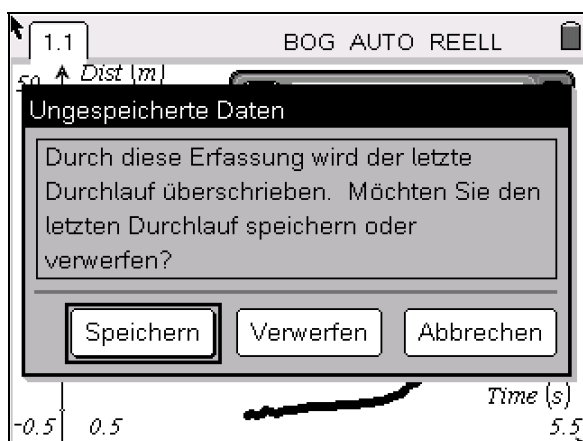 1.1 BOG AUTO REELL
50 Dist (m)
Ungespeicherte Daten
Durch diese Erfassung wird der letzte
Durchlauf überschrieben. Möchten Sie den
letzten Durchlauf speichern oder
verwerfen?
Speichern Verwerfen Abbrechen
Time (s)
-0.5 0.5 5.5